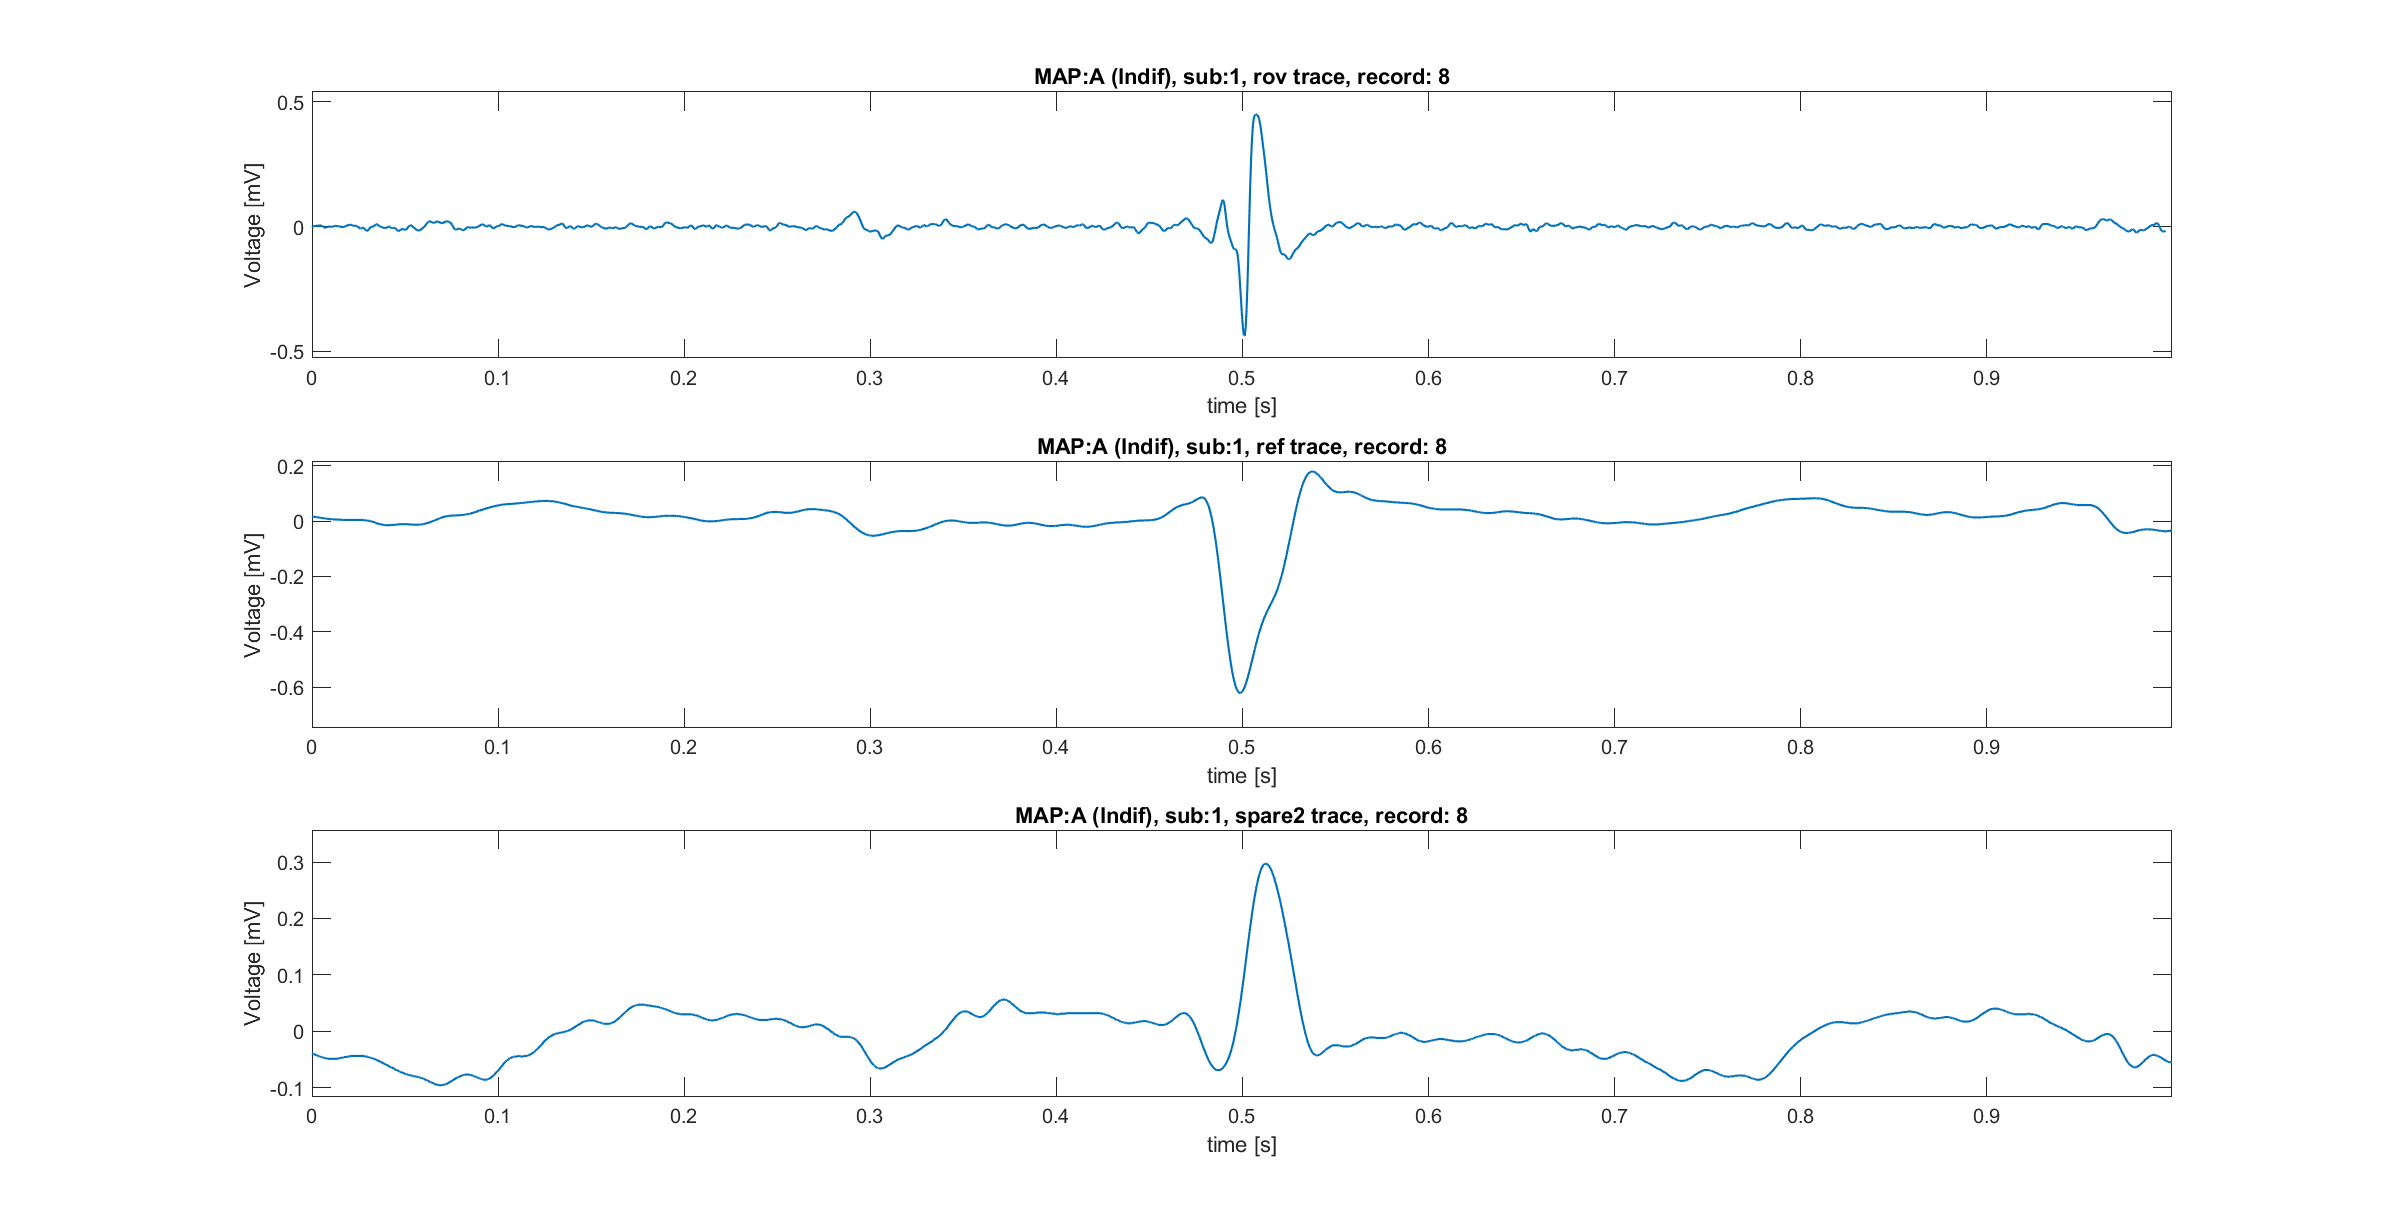 MAP:A (Indif), sub:1, rov trace, record: 8
0.5
0
-0.5
Voltage [mV]
0 0.1 0.2 0.3 0.4 0.5 0.6 0.7 0.8 0.9
time [s]
MAP:A (Indif), sub:1, ref trace, record: 8
0.2
0
-0.2
-0.4
-0.6
Voltage [mV]
0 0.1 0.2 0.3 0.4 0.5 0.6 0.7 0.8 0.9
time [s]
MAP:A (Indif), sub:1, spare2 trace, record: 8
0.3
0.2
0.1
0
-0.1
Voltage [mV]
0 0.1 0.2 0.3 0.4 0.5 0.6 0.7 0.8 0.9
time [s]